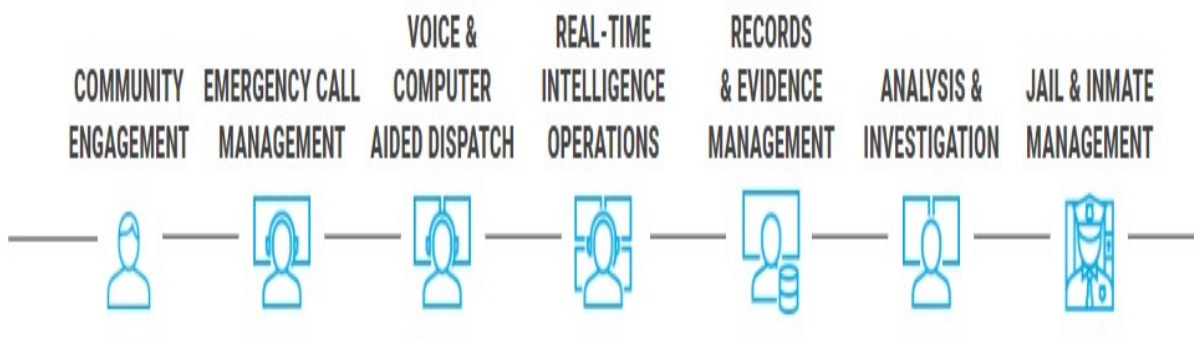 COMMUNITY
ENGAGEMENT
EMERGENCY CALL
MANAGEMENT
VOICE &
COMPUTER
AIDED DISPATCH
REAL-TIME
INTELLIGENCE
OPERATIONS
RECORDS
& EVIDENCE
MANAGEMENT
ANALYSIS &
INVESTIGATION
JAIL & INMATE
MANAGEMENT